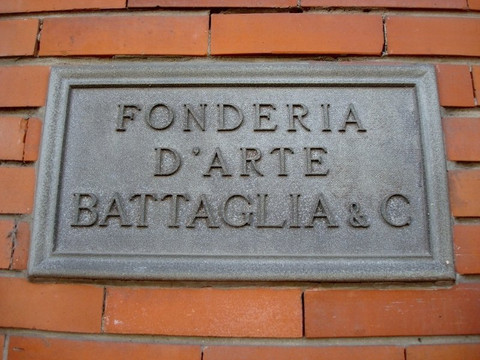 FONDERIA
D'ARTE
BATTAGLIA & C